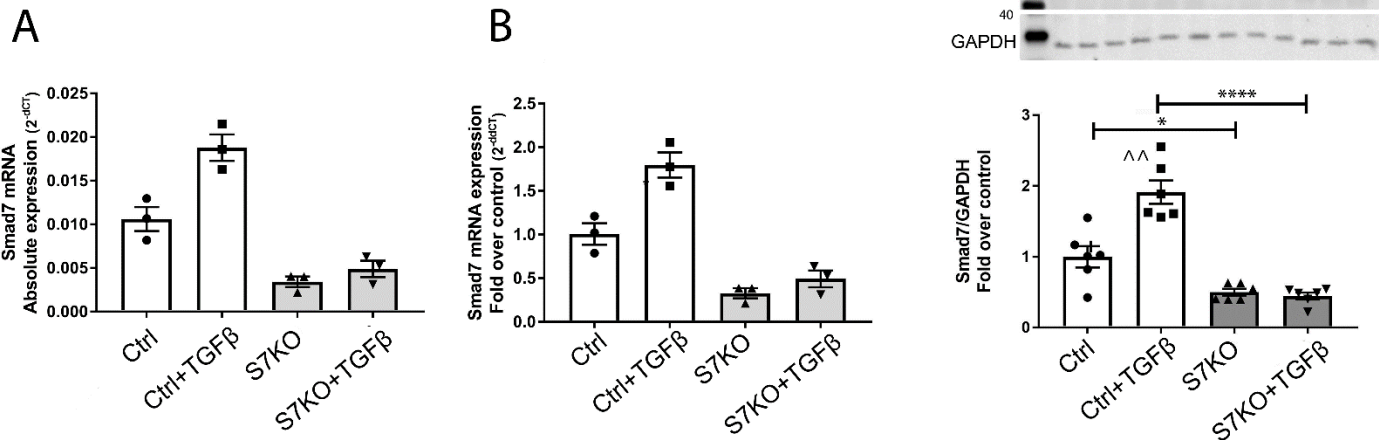 A
Smad7 mRNA
Absolute expression (2^-dCT)
0.025
0.020
0.015
0.010
0.005
0.000
Ctrl
Ctrl+TGFβ
S7KO
S7KO+TGFβ
B
Smad7 mRNA expression
Fold over control (2^-ddCT)
2.5
2.0
1.5
1.0
0.5
0.0
Ctrl
Ctrl+TGFβ
S7KO
S7KO+TGFβ
40
GAPDH
Smad7/GAPDH
Fold over control
3
2
1
0
****
*
^^
Ctrl
Ctrl+TGFβ
S7KO
S7KO+TGFβ